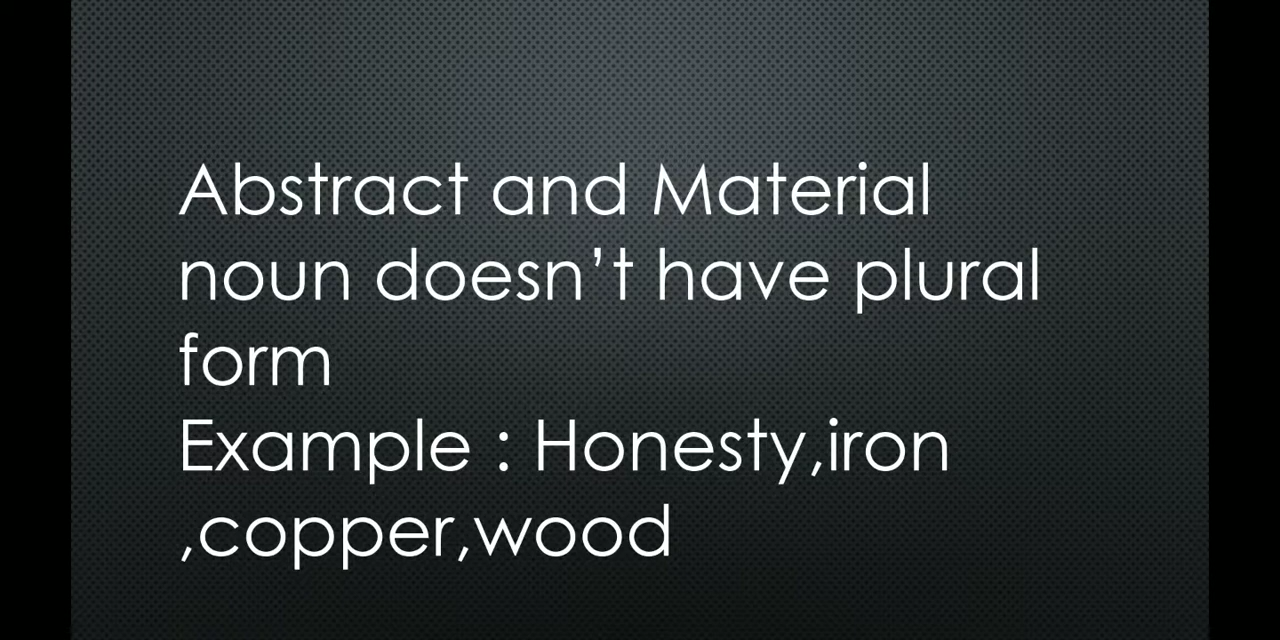 Abstract and Material
noun doesn’t have plural
form
Example : Honesty,iron
,copper,wood